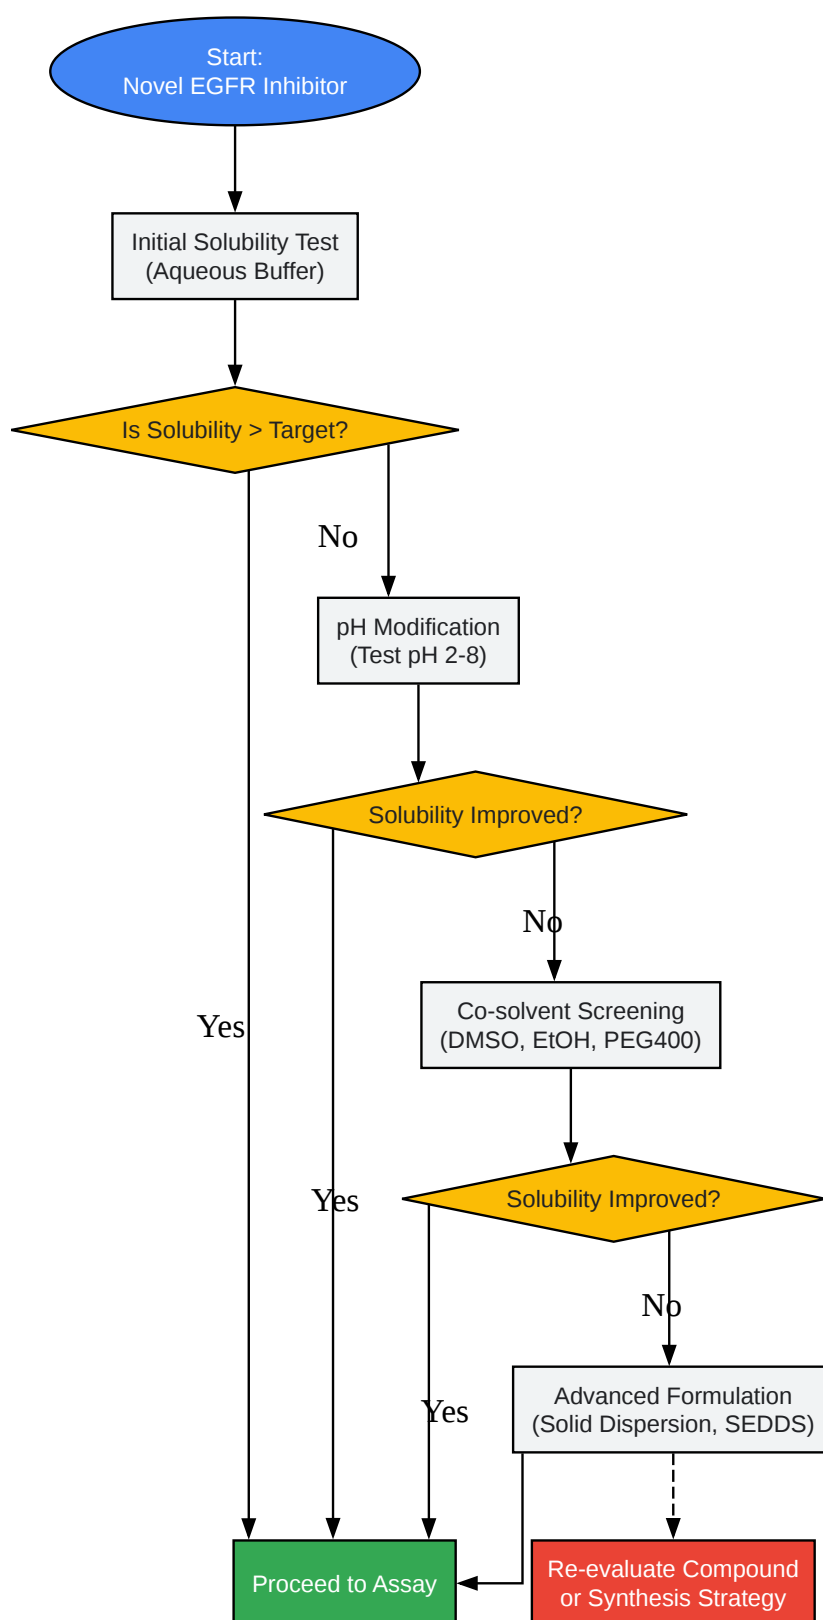 Start:
Novel EGFR Inhibitor
Initial Solubility Test
(Aqueous Buffer)
Is Solubility > Target?
No
pH Modification
(Test pH 2-8)
Solubility Improved?
No
Co-solvent Screening
(DMSO, EtOH, PEG400)
Yes
Yes
Solubility Improved?
No
Advanced Formulation
(Solid Dispersion, SEDDS)
Yes
Proceed to Assay
Re-evaluate Compound
or Synthesis Strategy